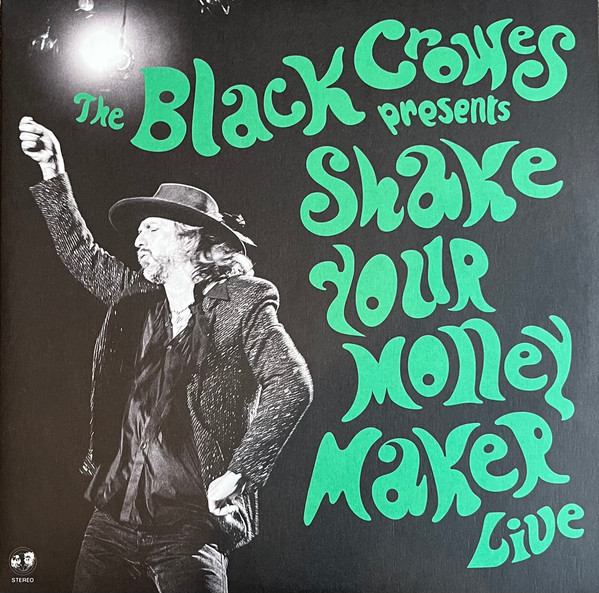 The Black Crowes
presents
Shake
Your
Money
Maker
Live
STEREO